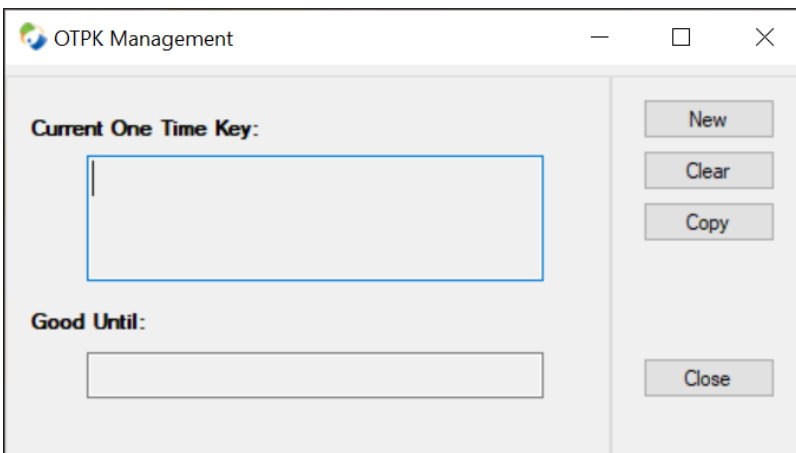 OTPK Management
Current One Time Key:
New
Clear
Copy
Good Until:
Close